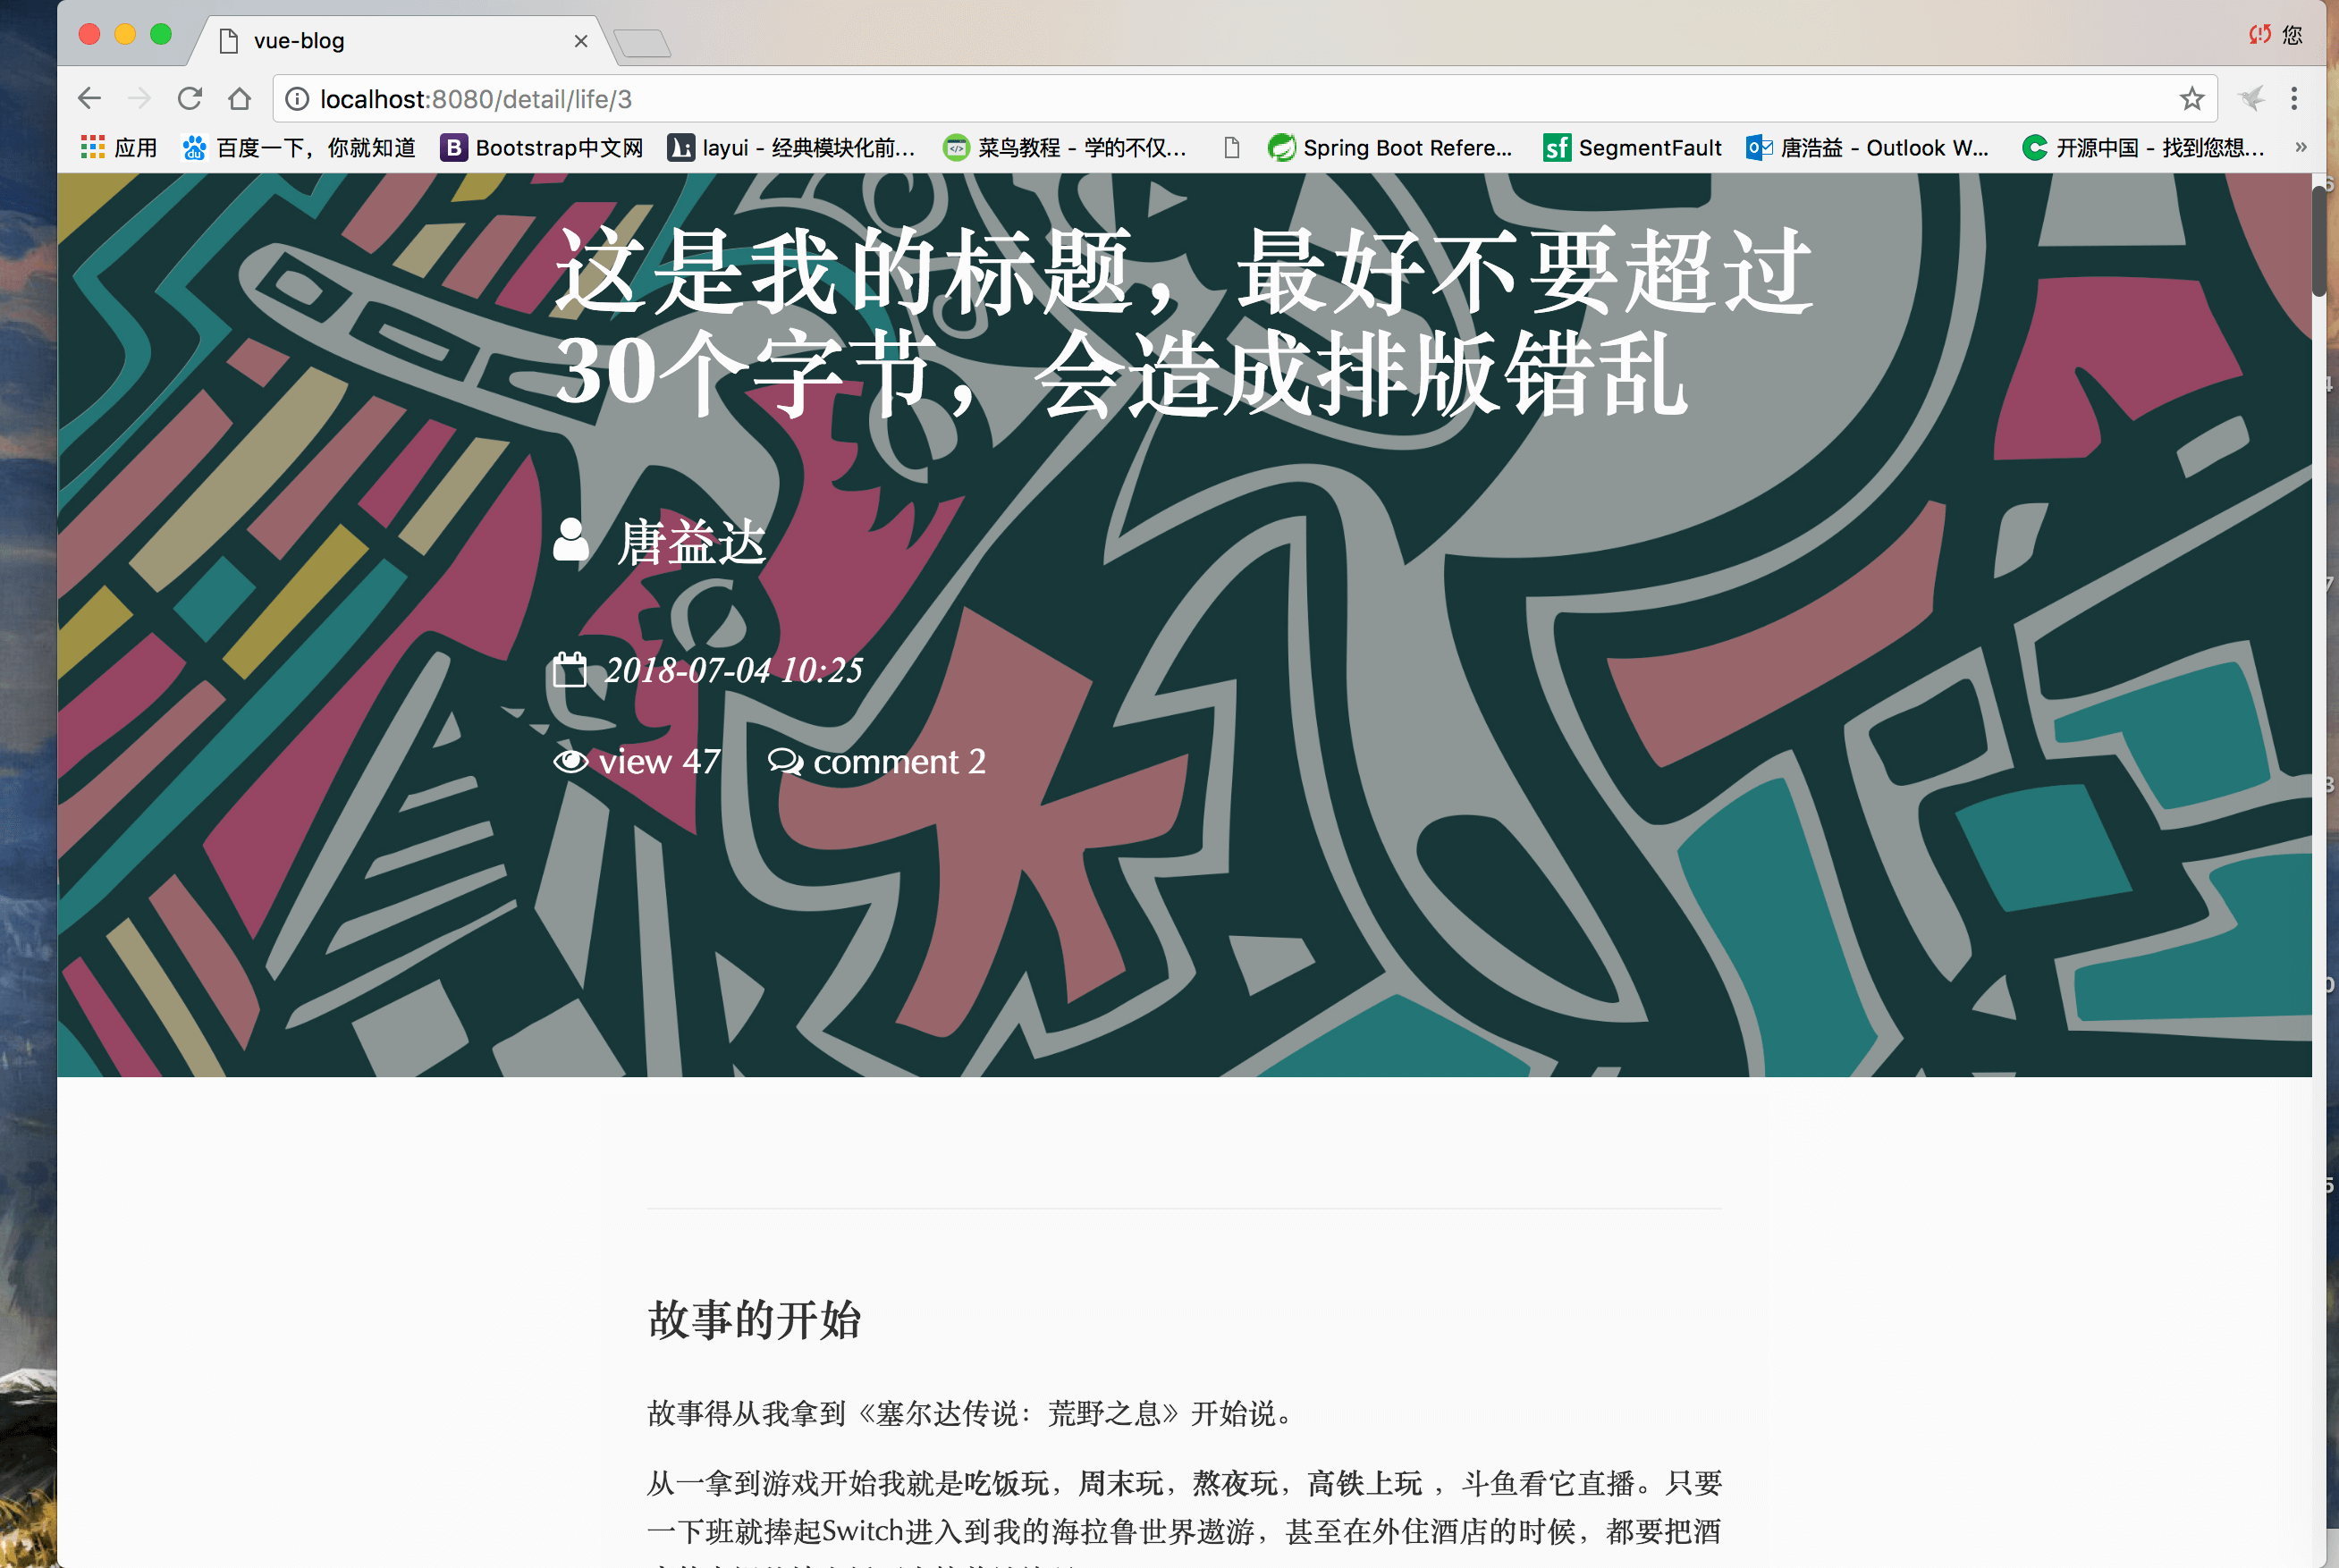 vue-blog
您
localhost:8080/detail/life/3
应用 百度一下，你就知道 Bootstrap中文网 layui - 经典模块化前... 菜鸟教程 - 学的不仅... Spring Boot Refere... SegmentFault 唐浩益 - Outlook W... 开源中国 - 找到您想... »
这是我的标题，最好不要超过
30个字节，会造成排版错乱
唐益达
2018-07-04 10:25
view 47 comment 2
故事的开始
故事得从我拿到《塞尔达传说：荒野之息》开始说。
从一拿到游戏开始我就是吃饭玩，周末玩，熬夜玩，高铁上玩 ，斗鱼看它直播。只要
一下班就捧起Switch进入到我的海拉鲁世界遨游，甚至在外住酒店的时候，都要把酒